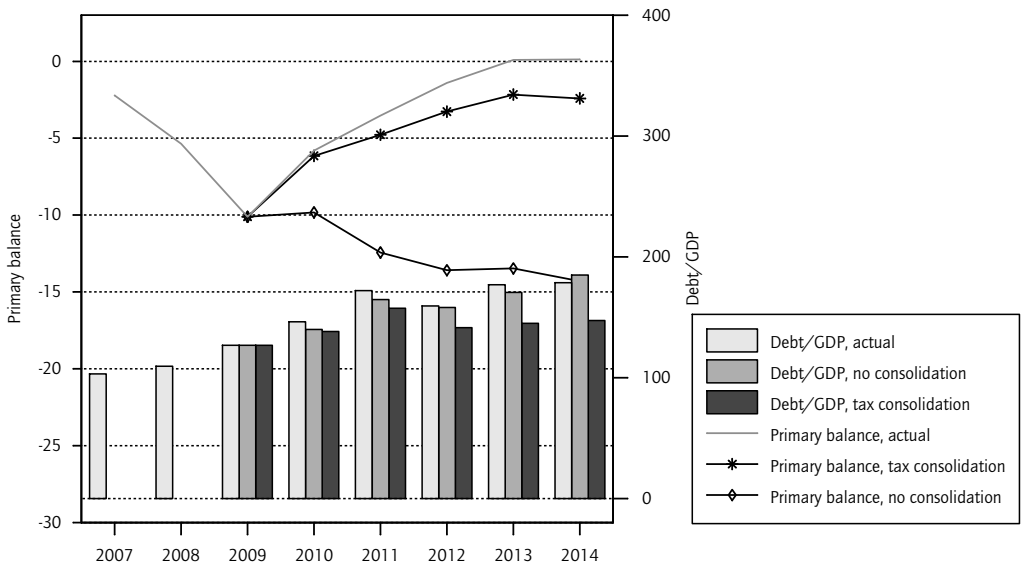 400
0
-5
300
-10
200
Primary balance
Debt/GDP
-15
-20
100
-25
0
-30
2007 2008 2009 2010 2011 2012 2013 2014
Debt/GDP, actual
Debt/GDP, no consolidation
Debt/GDP, tax consolidation
Primary balance, actual
Primary balance, tax consolidation
Primary balance, no consolidation